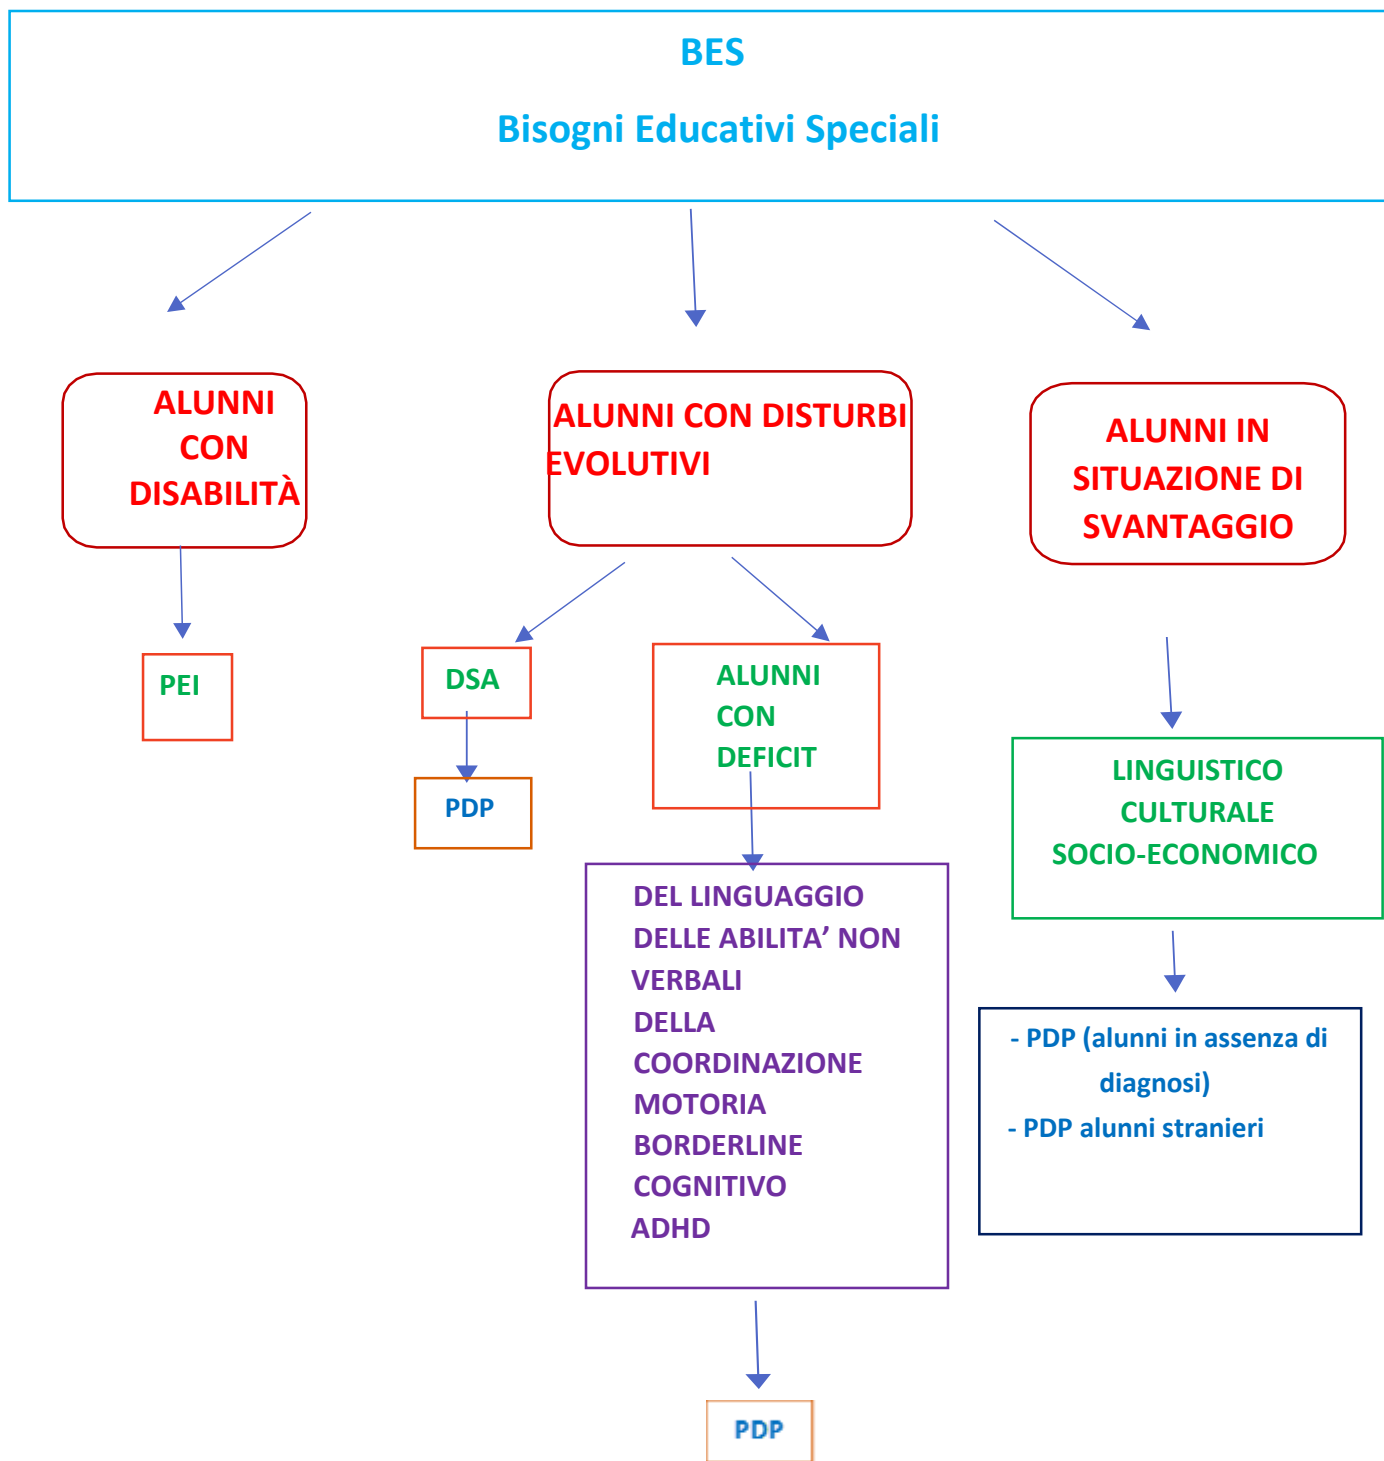 BES
Bisogni Educativi Speciali
ALUNNI
CON
DISABILITÀ
ALUNNI CON DISTURBI
EVOLUTIVI
ALUNNI IN
SITUAZIONE DI
SVANTAGGIO
PEI
DSA
PDP
ALUNNI
CON
DEFICIT
LINGUISTICO
CULTURALE
SOCIO-ECONOMICO
DEL LINGUAGGIO
DELLE ABILITA’ NON
VERBALI
DELLA
COORDINAZIONE
MOTORIA
BORDERLINE
COGNITIVO
ADHD
- PDP (alunni in assenza di
diagnosi)
- PDP alunni stranieri
PDP